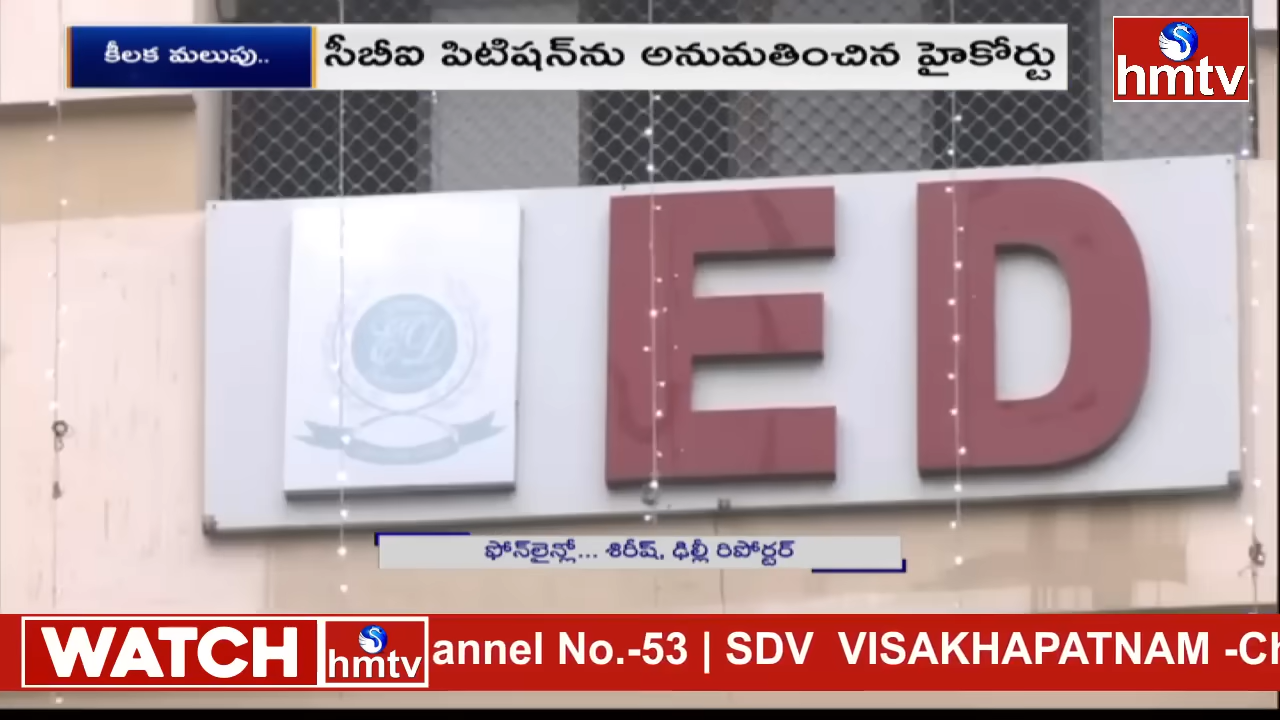 కీలక మలుపు..
సీబీఐ పిటిషన్‌ను అనుమతించిన హైకోర్టు
hmtv
ED
ఫోన్‌లైన్లో... శిరీష్, ఢిల్లీ రిపోర్టర్
WATCH
hmtv
annel No.-53 | SDV VISAKHAPATNAM -Ch